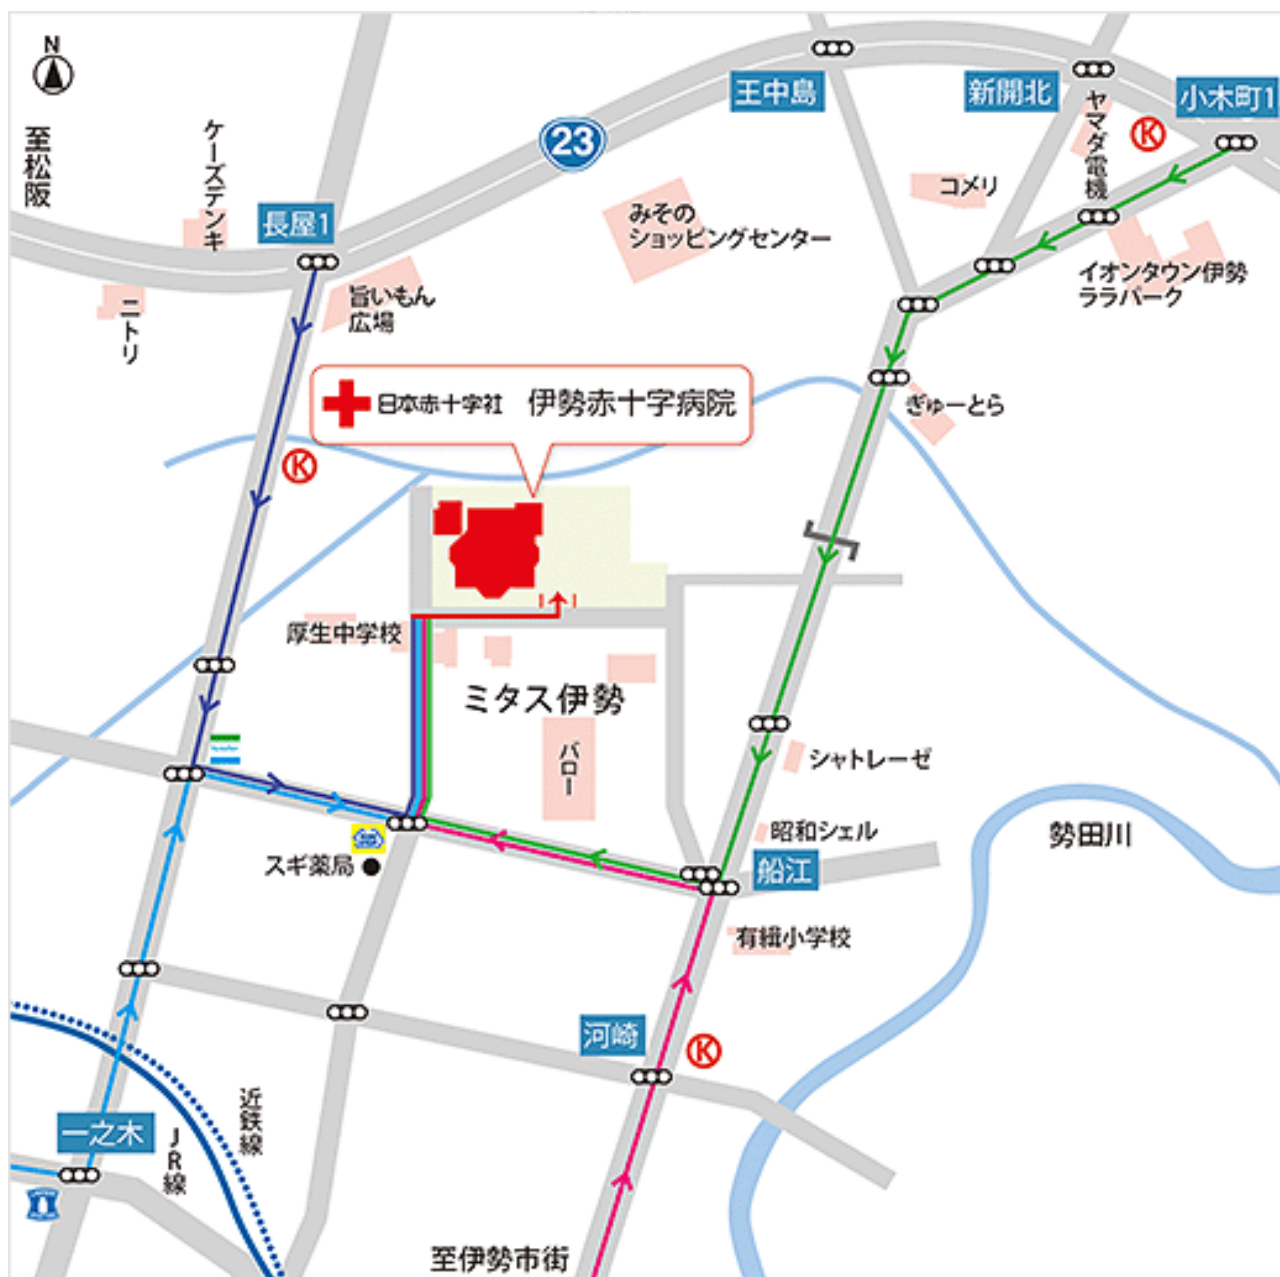 N
至松阪
ケーズデンキ
長屋1
ニトリ
旨いもん
広場
23
王中島
新開北
小木町1
ヤマダ電機
K
コメリ
みその
ショッピングセンター
イオンタウン伊勢
ララパーク
ぎゅーとら
日本赤十字社 伊勢赤十字病院
K
厚生中学校
ミタス伊勢
バロー
シャトレーゼ
昭和シェル
船江
勢田川
スギ薬局
有緝小学校
河崎
K
近鉄線
JR線
一之木
至伊勢市街